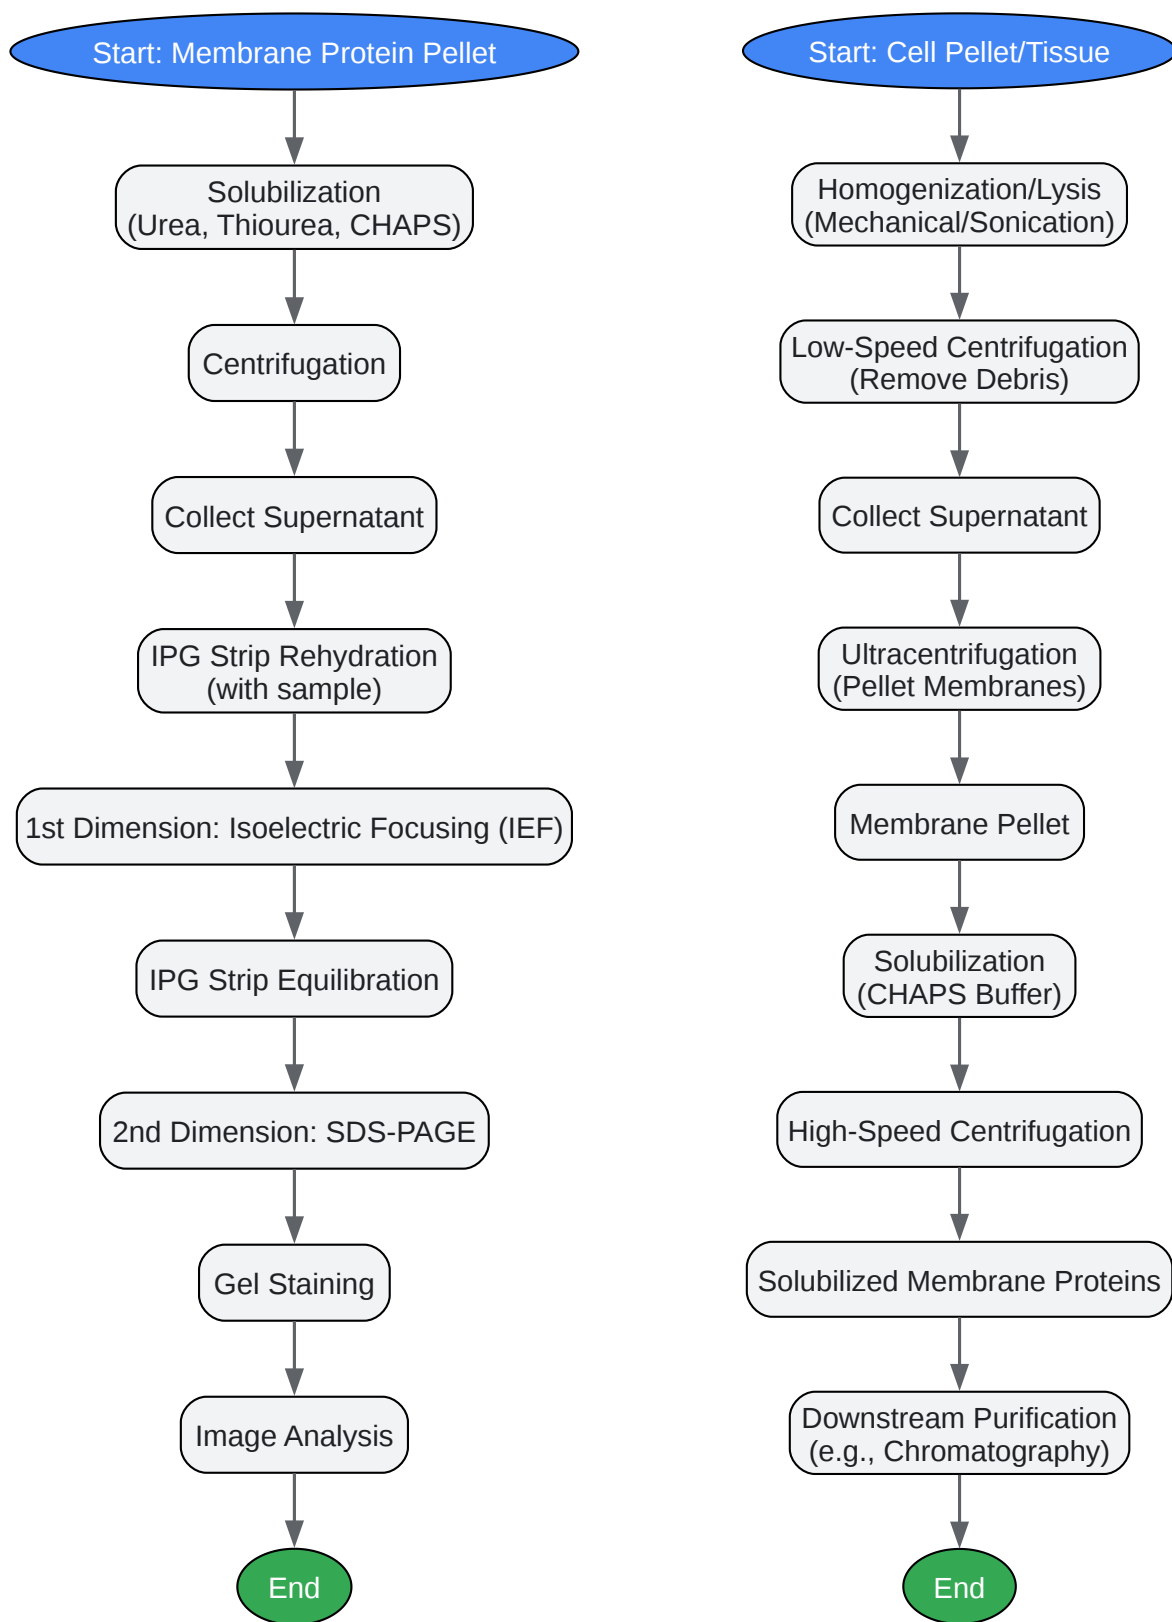 Start: Membrane Protein Pellet
Solubilization
(Urea, Thiourea, CHAPS)
Centrifugation
Collect Supernatant
IPG Strip Rehydration
(with sample)
1st Dimension: Isoelectric Focusing (IEF)
IPG Strip Equilibration
2nd Dimension: SDS-PAGE
Gel Staining
Image Analysis
End
Start: Cell Pellet/Tissue
Homogenization/Lysis
(Mechanical/Sonication)
Low-Speed Centrifugation
(Remove Debris)
Collect Supernatant
Ultracentrifugation
(Pellet Membranes)
Membrane Pellet
Solubilization
(CHAPS Buffer)
High-Speed Centrifugation
Solubilized Membrane Proteins
Downstream Purification
(e.g., Chromatography)
End